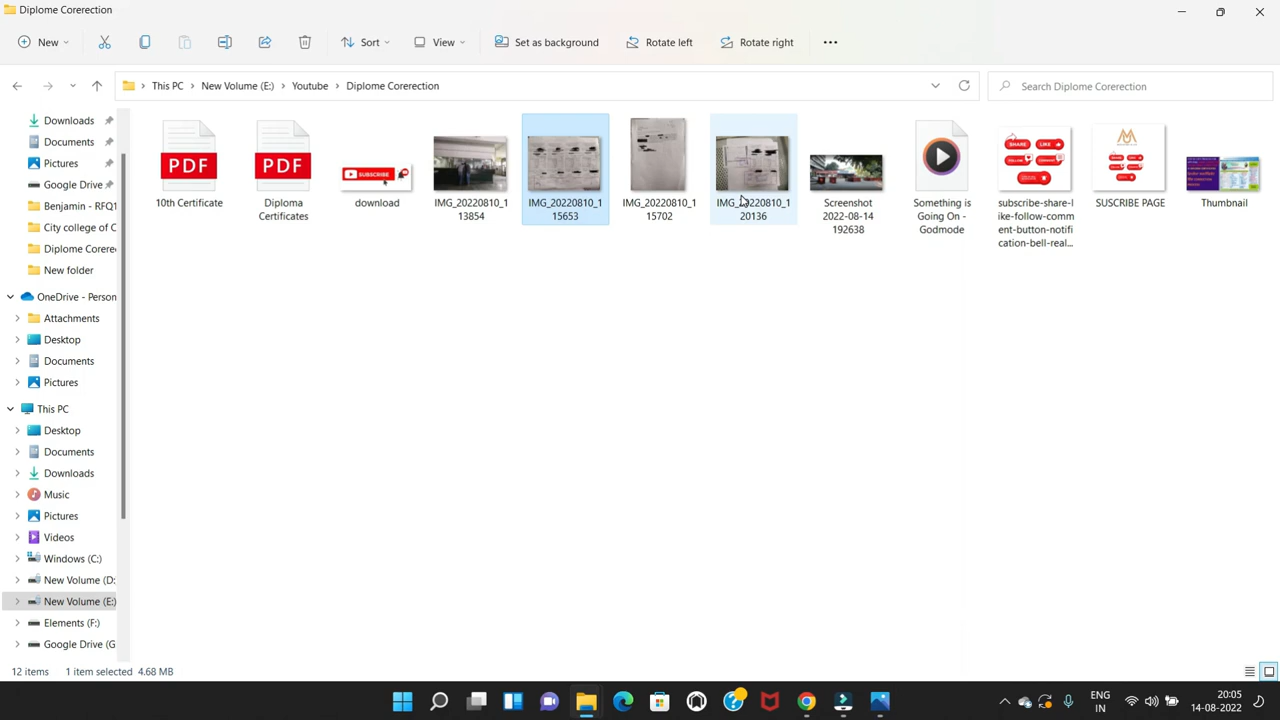 Diplome Corerection
New
Sort
View
Set as background
Rotate left
Rotate right
This PC > New Volume (E:) > Youtube > Diplome Corerection
Search Diplome Corerection
Downloads
Documents
Pictures
Google Drive
Benjamin - RFQ1
City college of C
Diplome Corere
New folder
OneDrive - Person
Attachments
Desktop
Documents
Pictures
This PC
Desktop
Documents
Downloads
Music
Pictures
Videos
Windows (C:)
New Volume (D:
New Volume (E:)
Elements (F:)
Google Drive (G
PDF
10th Certificate
PDF
Diploma
Certificates
SUBSCRIBE
download
IMG_20220810_1
13854
IMG_20220810_1
15653
IMG_20220810_1
15702
IMG_20220810_1
20136
Screenshot
2022-08-14
192638
Something is
Going On -
Godmode
SHARE
LIKE
subscribe-share-l
ike-follow-comm
ent-button-notifi
cation-bell-real...
SUSCRIBE PAGE
Thumbnail
12 items
1 item selected 4.68 MB
ENG
IN
20:05
14-08-2022